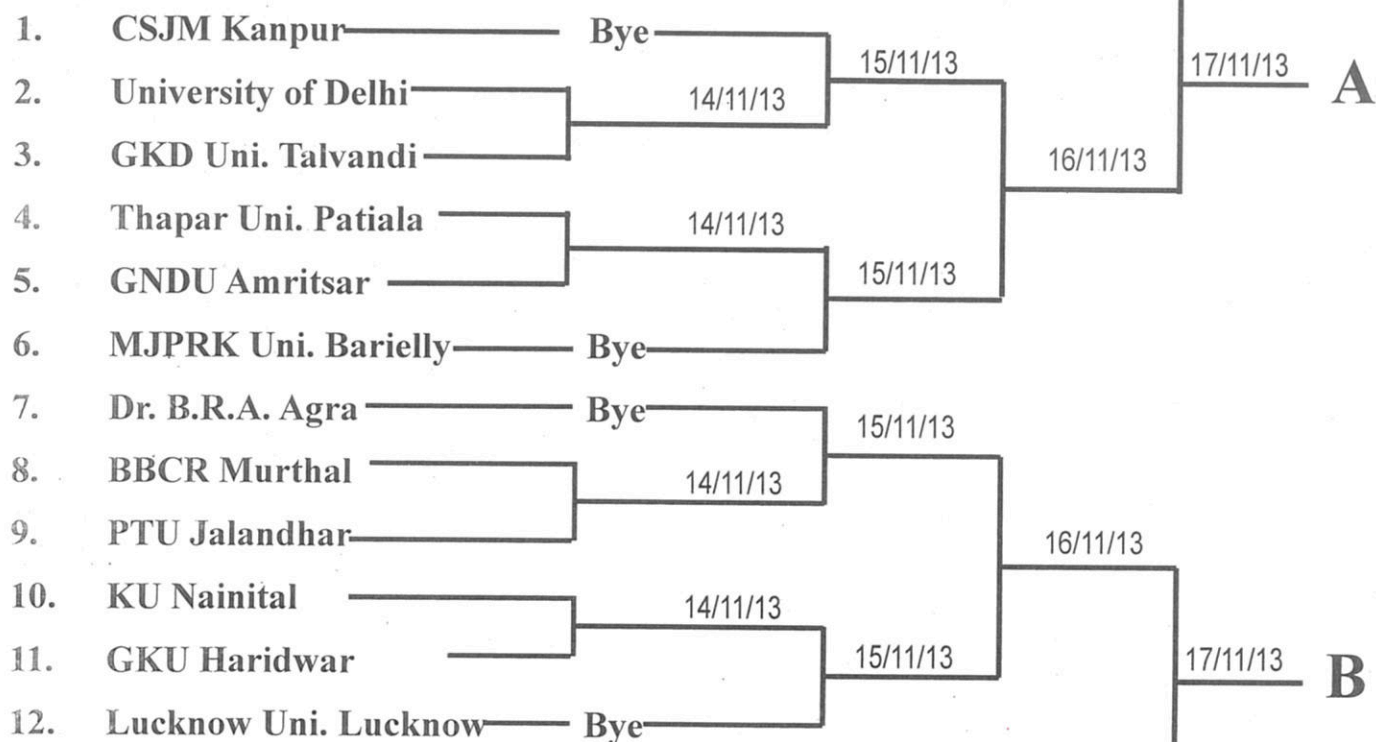 1. CSJM Kanpur Bye
15/11/13
17/11/13
A
2. University of Delhi
14/11/13
3. GKD Uni. Talvandi
16/11/13
4. Thapar Uni. Patiala
14/11/13
5. GNDU Amritsar
15/11/13
6. MJPRK Uni. Barielly Bye
7. Dr. B.R.A. Agra Bye
15/11/13
8. BBCR Murthal
14/11/13
9. PTU Jalandhar
16/11/13
10. KU Nainital
14/11/13
11. GKU Haridwar
15/11/13
17/11/13
B
12. Lucknow Uni. Lucknow Bye